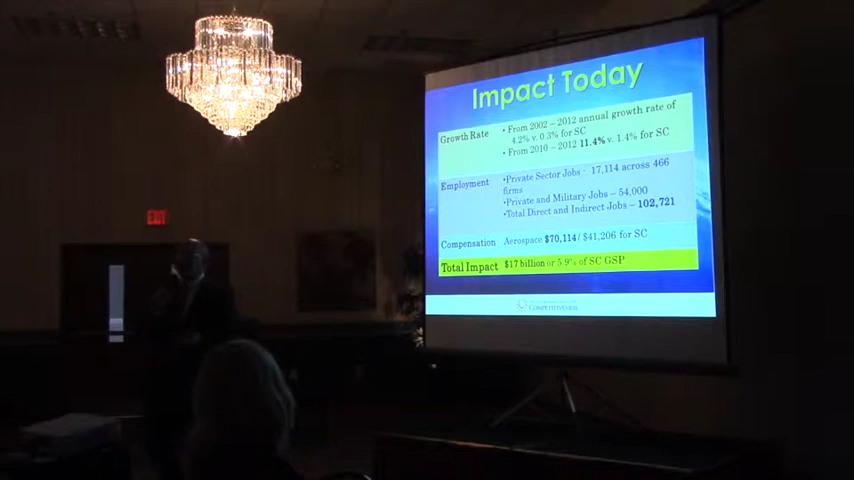 EXIT
Impact Today
Growth Rate
• From 2002 – 2012 annual growth rate of
4.2% v. 0.3% for SC
• From 2010 – 2012 11.4% v. 1.4% for SC
Employment
•Private Sector Jobs - 17,114 across 466
firms
•Private and Military Jobs – 54,000
•Total Direct and Indirect Jobs – 102,721
Compensation
Aerospace $70,114/ $41,206 for SC
Total Impact
$17 billion or 5.9% of SC GSP
Competitiveness